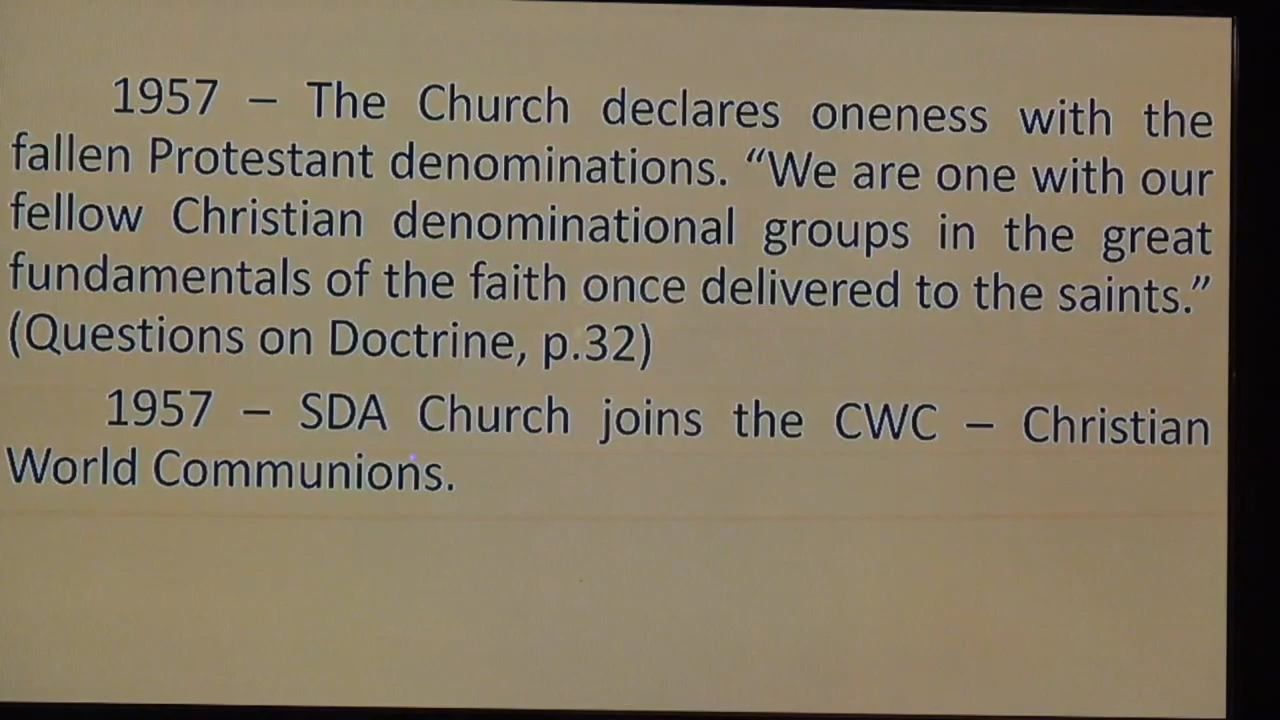 1957 – The Church declares oneness with the
fallen Protestant denominations. “We are one with our
fellow Christian denominational groups in the great
fundamentals of the faith once delivered to the saints.”
(Questions on Doctrine, p.32)
1957 – SDA Church joins the CWC – Christian
World Communions.